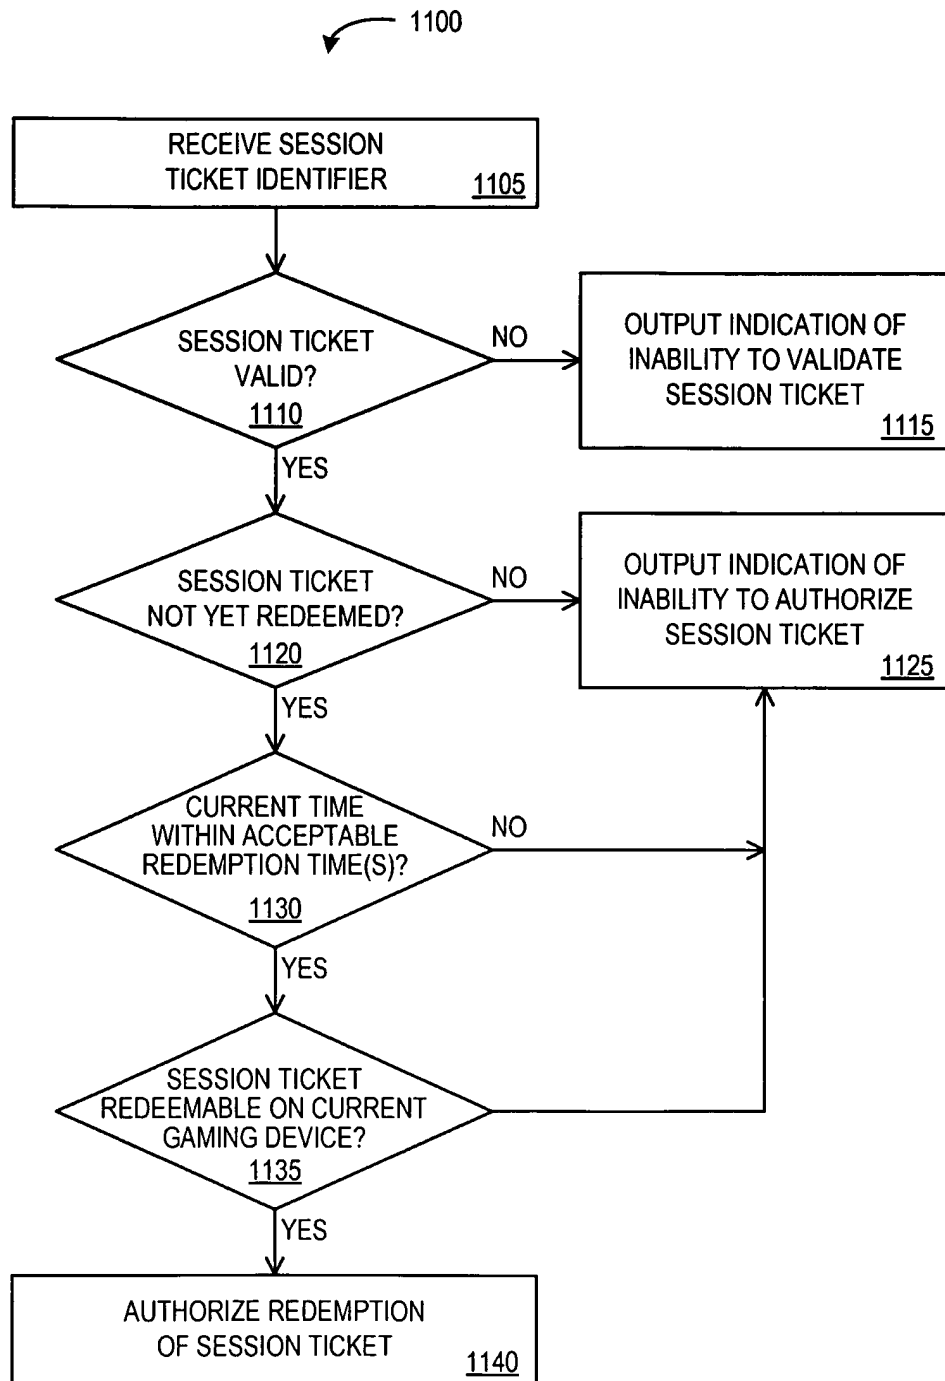 1100
RECEIVE SESSION
TICKET IDENTIFIER
1105
SESSION TICKET
VALID?
1110
NO
OUTPUT INDICATION OF
INABILITY TO VALIDATE
SESSION TICKET
1115
YES
SESSION TICKET
NOT YET REDEEMED?
1120
NO
OUTPUT INDICATION OF
INABILITY TO AUTHORIZE
SESSION TICKET
1125
YES
CURRENT TIME
WITHIN ACCEPTABLE
REDEMPTION TIME(S)?
1130
NO
YES
SESSION TICKET
REDEEMABLE ON CURRENT
GAMING DEVICE?
1135
YES
AUTHORIZE REDEMPTION
OF SESSION TICKET
1140